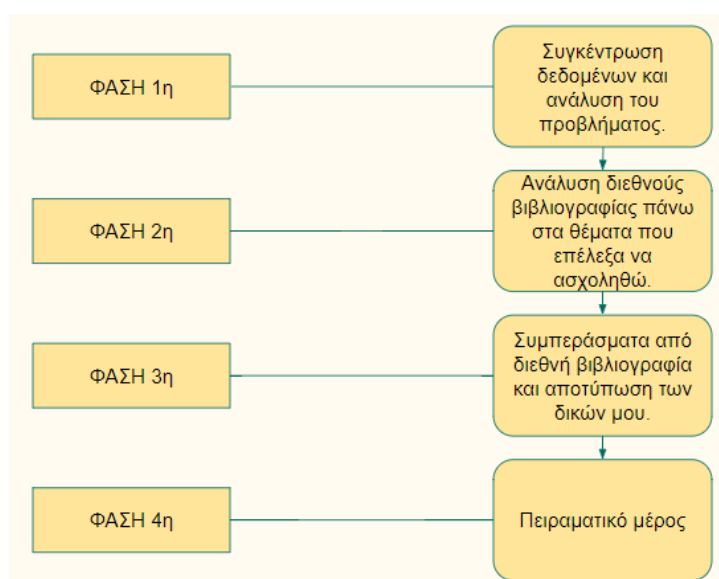 ΦΑΣΗ 1η
Συγκέντρωση
δεδομένων και
ανάλυση του
προβλήματος.
ΦΑΣΗ 2η
Ανάλυση διεθνούς
βιβλιογραφίας πάνω
στα θέματα που
επέλεξα να
ασχοληθώ.
ΦΑΣΗ 3η
Συμπεράσματα από
διεθνή βιβλιογραφία
και αποτύπωση των
δικών μου.
ΦΑΣΗ 4η
Πειραματικό μέρος